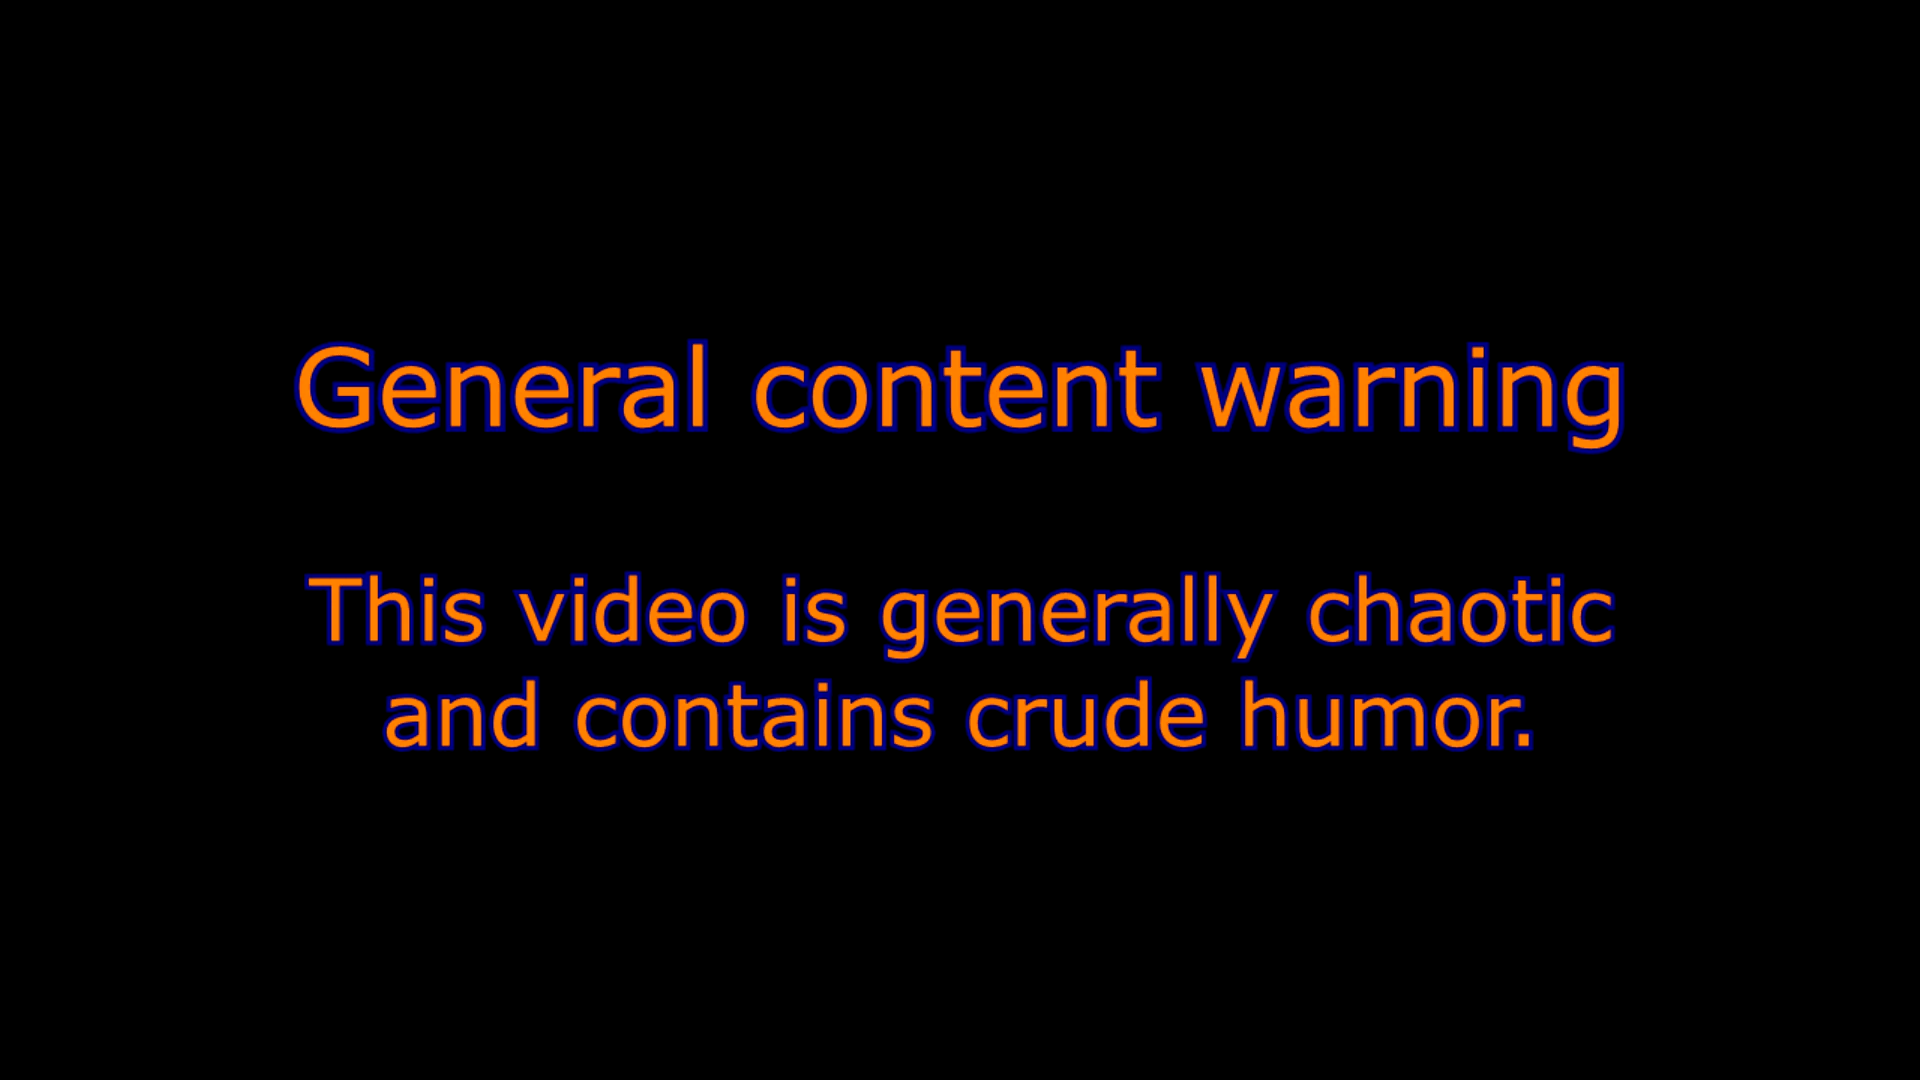 General content warning
This video is generally chaotic
and contains crude humor.